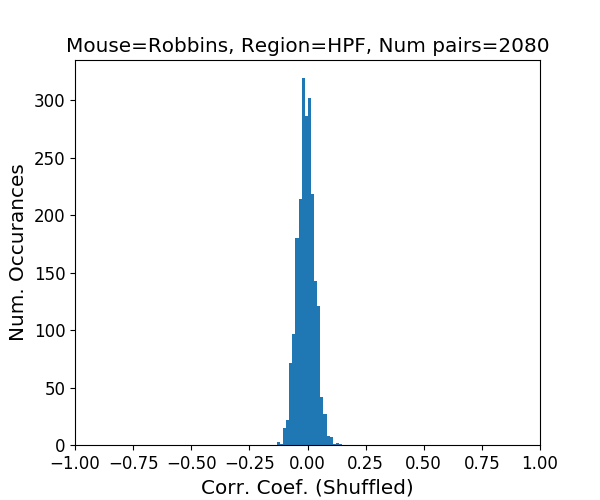 Mouse=Robbins, Region=HPF, Num pairs=2080
300
250
200
150
100
50
0
Num. Occurances
−1.00 −0.75 −0.50 −0.25 0.00 0.25 0.50 0.75 1.00
Corr. Coef. (Shuffled)